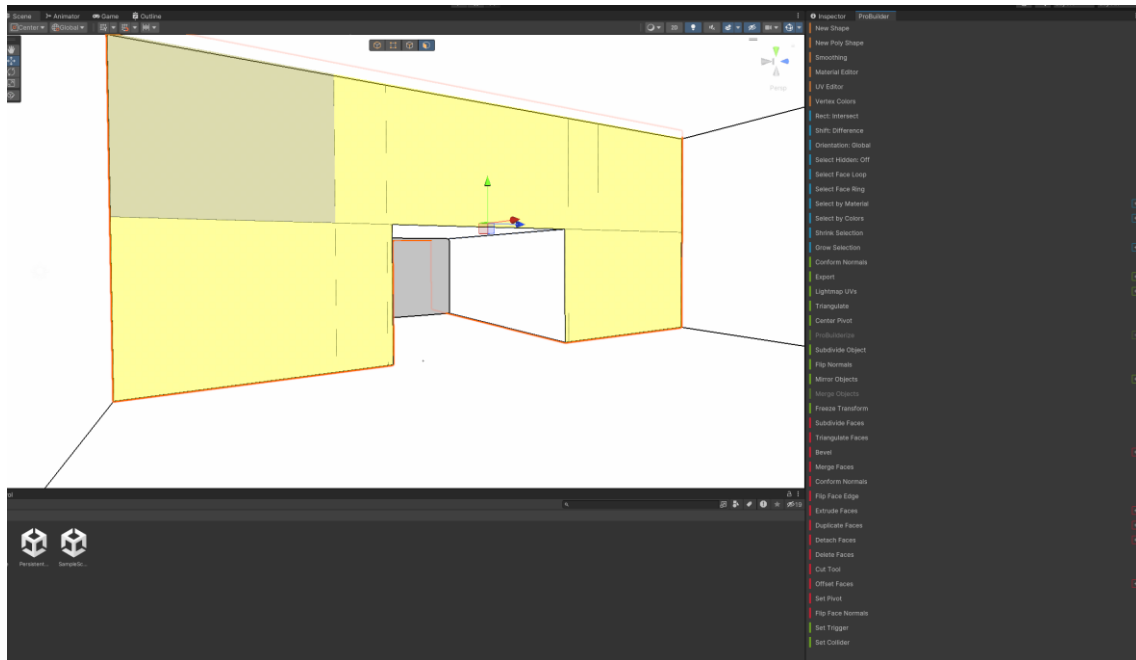 Scene Animator Game Outline
Center Global 2D
Persp
Inspector ProBuilder
New Shape
New Poly Shape
Smoothing
Material Editor
UV Editor
Vertex Colors
Rect: Intersect
Shift: Difference
Orientation: Global
Select Hidden: Off
Select Face Loop
Select Face Ring
Select by Material
Select by Colors
Shrink Selection
Grow Selection
Conform Normals
Export
Lightmap UVs
Triangulate
Center Pivot
ProBuilderize
Subdivide Object
Flip Normals
Mirror Objects
Merge Objects
Freeze Transform
Subdivide Faces
Triangulate Faces
Bevel
Merge Faces
Conform Normals
Flip Face Edge
Extrude Faces
Duplicate Faces
Detach Faces
Delete Faces
Cut Tool
Offset Faces
Set Pivot
Flip Face Normals
Set Trigger
Set Collider
Persetent... SampleSc...